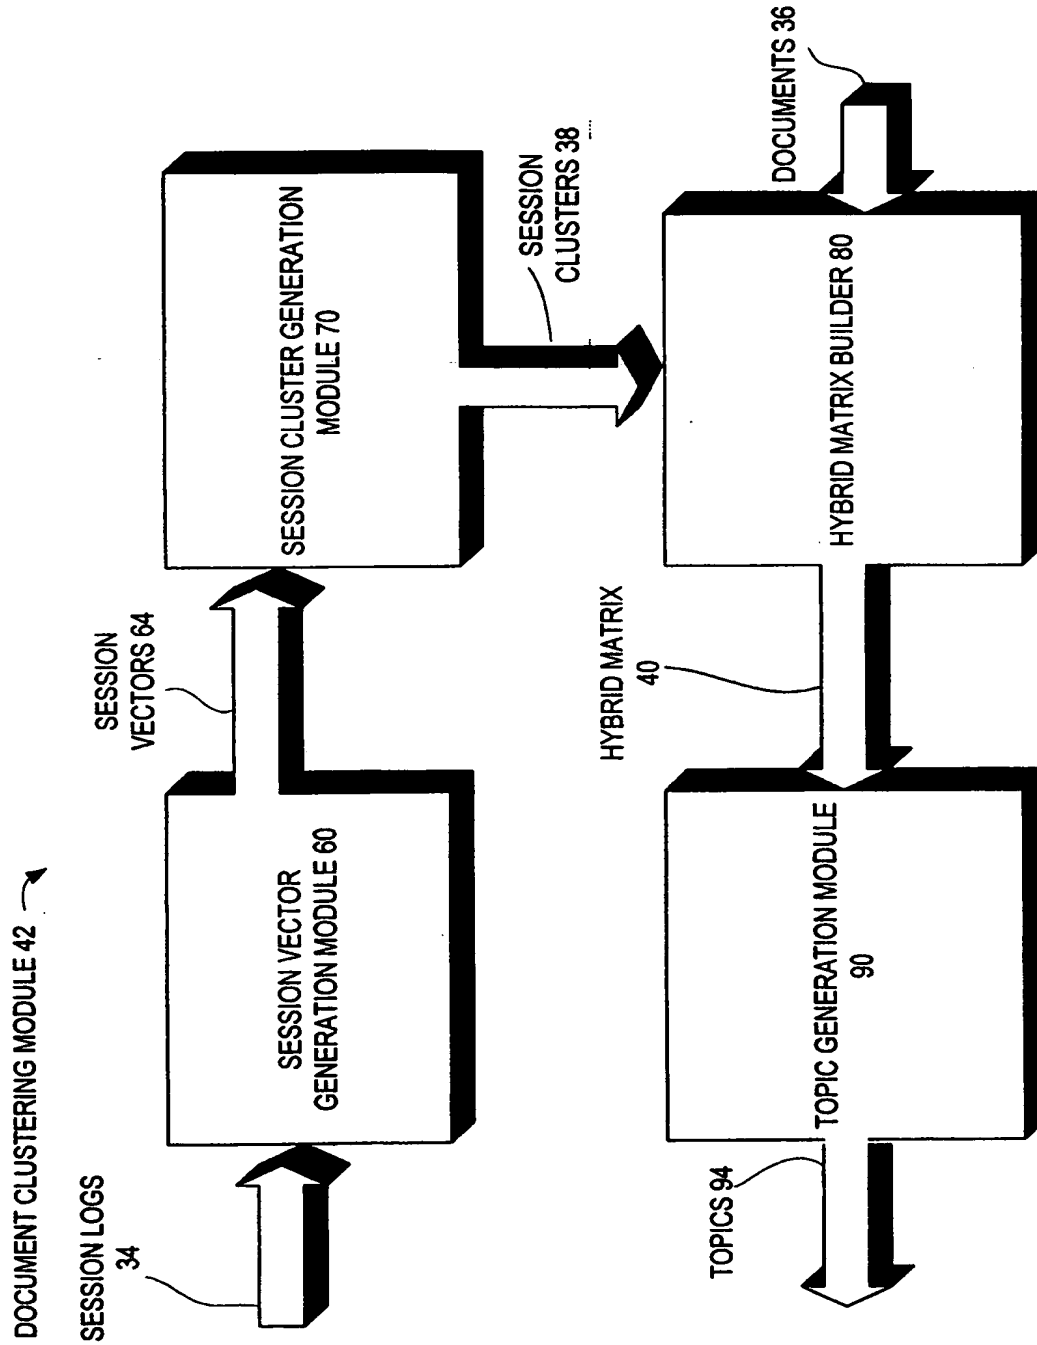 DOCUMENT CLUSTERING MODULE 42
SESSION LOGS
34
SESSION VECTOR
GENERATION MODULE 60
SESSION
VECTORS 64
SESSION CLUSTER GENERATION
MODULE 70
SESSION
CLUSTERS 38
DOCUMENTS 36
HYBRID MATRIX BUILDER 80
HYBRID MATRIX
40
TOPIC GENERATION MODULE
90
TOPICS 94